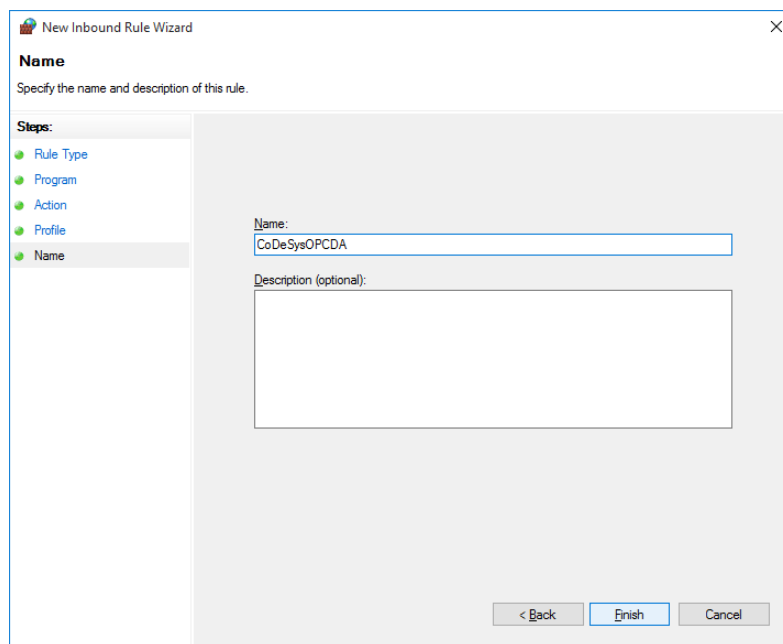 New Inbound Rule Wizard
Name
Specify the name and description of this rule.
Steps:
Rule Type
Program
Action
Profile
Name
Name:
CoDeSysOPCDA
Description (optional):
< Back
Finish
Cancel